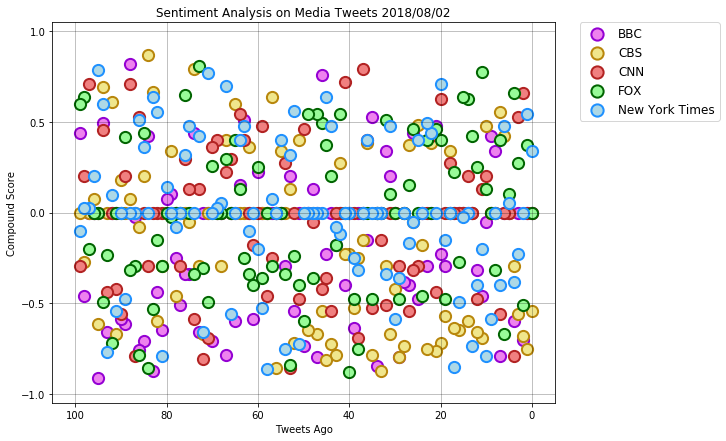 Sentiment Analysis on Media Tweets 2018/08/02
BBC
CBS
CNN
FOX
New York Times
Compound Score
1.0
0.5
0.0
−0.5
−1.0
100
80
60
40
20
0
Tweets Ago